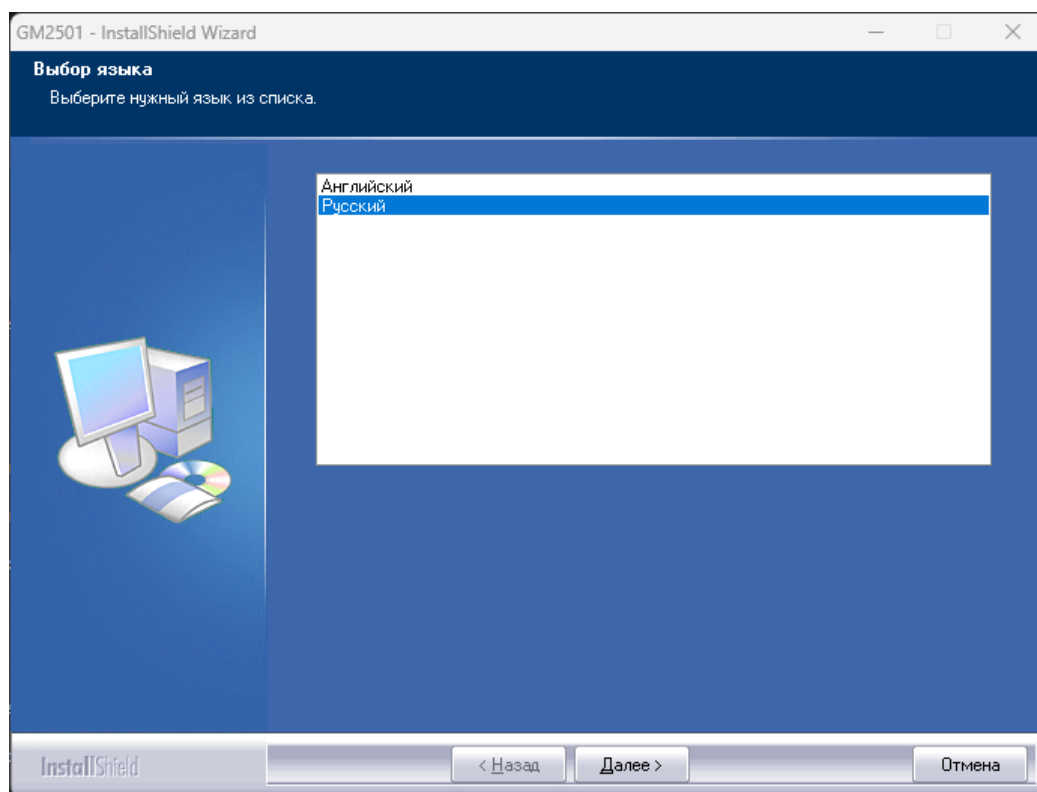 GM2501 - InstallShield Wizard
Выбор языка
Выберите нужный язык из списка.
Английский
Русский
InstallShield
< Назад
Далее >
Отмена